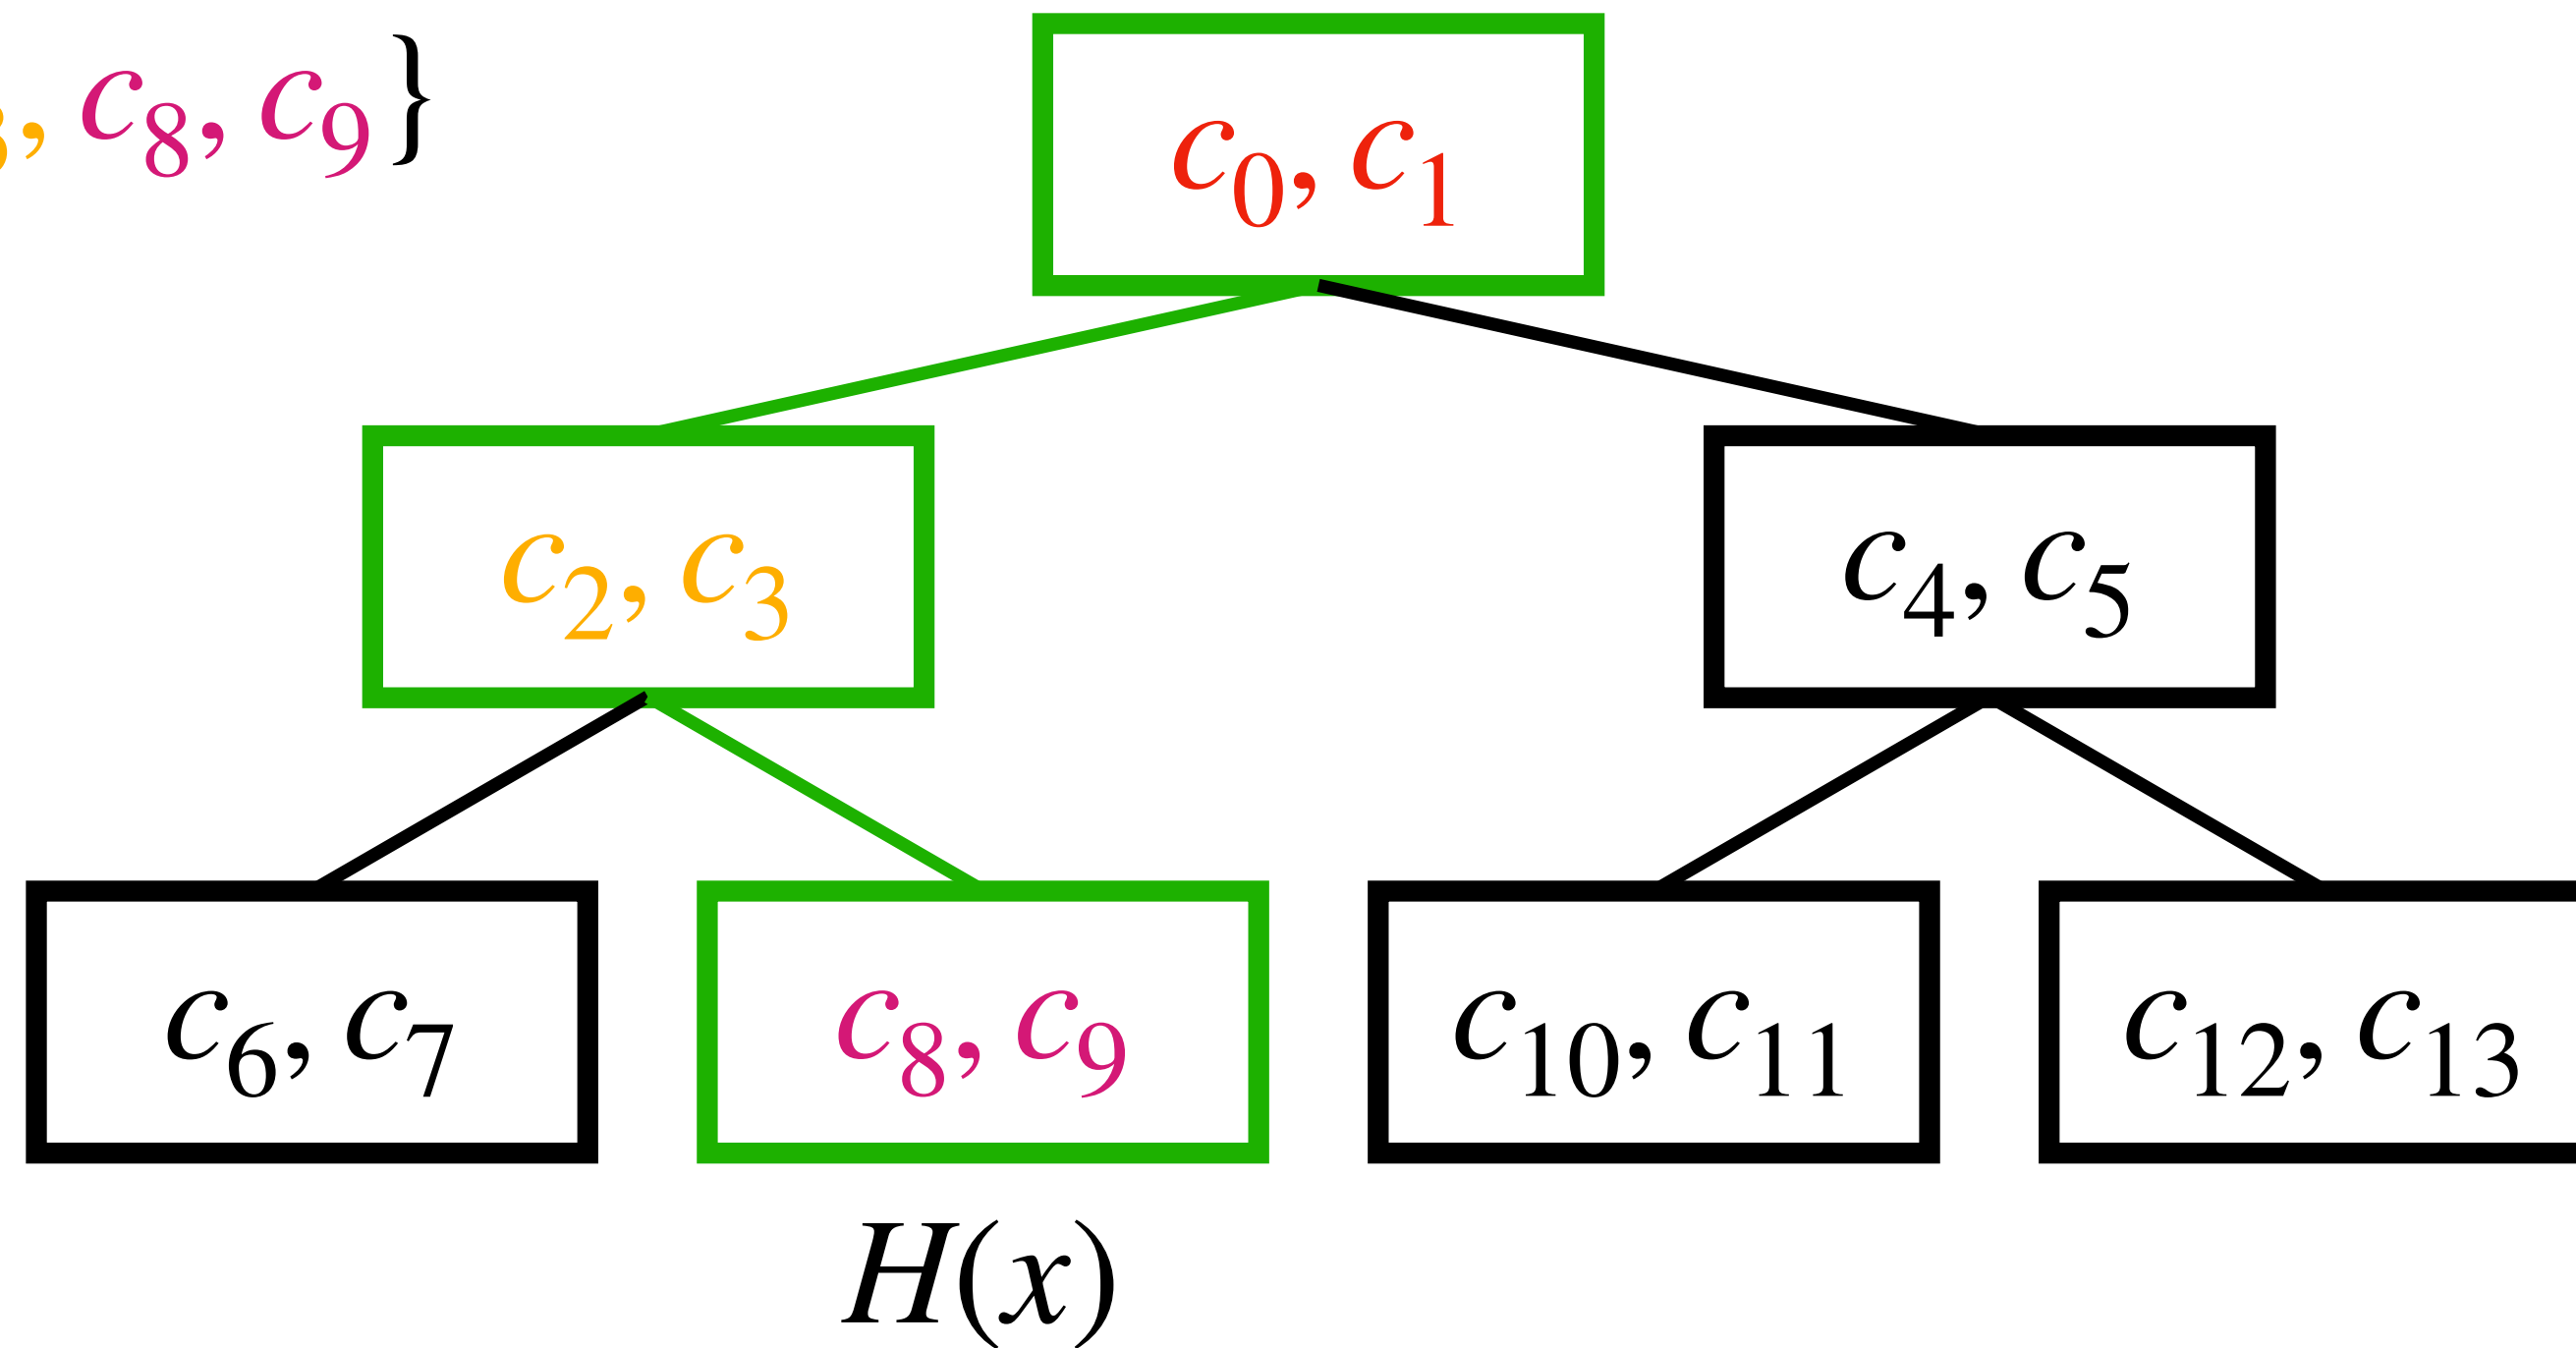 , c₈, c₉}
c₀, c₁
c₂, c₃
c₄, c₅
c₆, c₇
c₈, c₉
c₁₀, c₁₁
c₁₂, c₁₃
H(x)